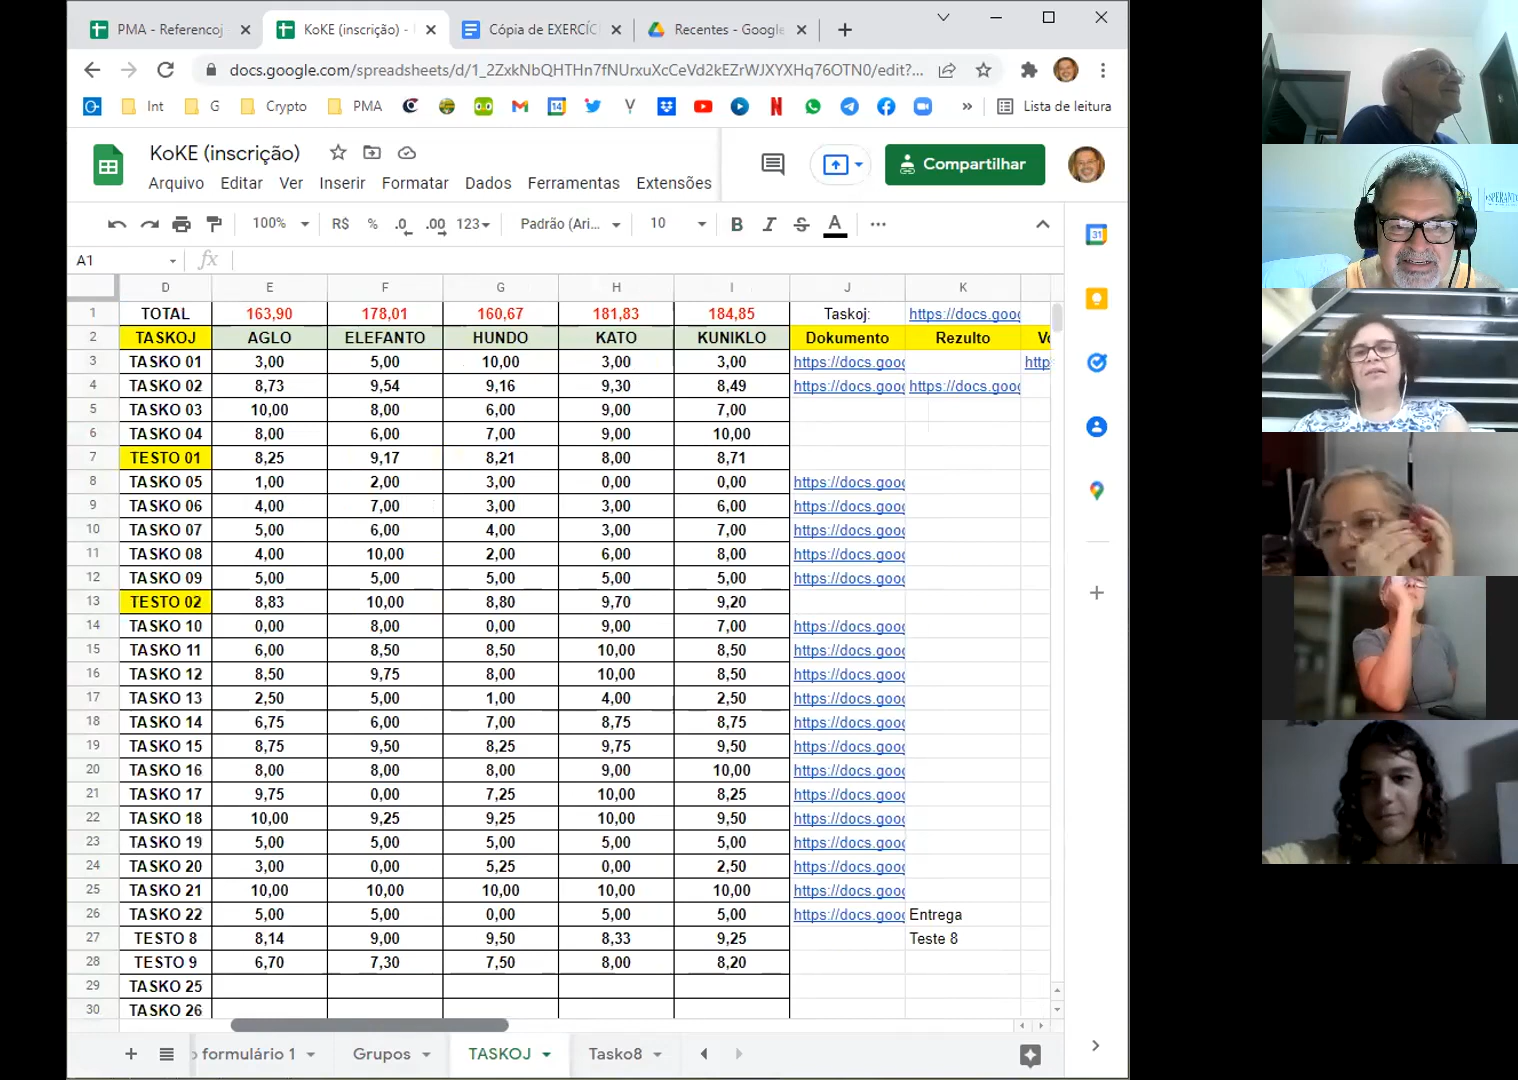 PMA - Referencoj
KoKE (inscrição) -
Cópia de EXERCÍC
Recentes - Google
docs.google.com/spreadsheets/d/1_2ZxkNbQHTHn7fNUrxuXcCeVd2kEZrWJXYXHq76OTN0/edit?...
Int G Crypto PMA 14 » Lista de leitura
KoKE (inscrição)
Compartilhar
Arquivo Editar Ver Inserir Formatar Dados Ferramentas Extensões
100% R$ % .0 .00 123 Padrão (Ari... 10 B I S A ...
31
A1 fx
D E F G H I J K
1 TOTAL 163,90 178,01 160,67 181,83 184,85 Taskoj: https://docs.goog
2 TASKOJ AGLO ELEFANTO HUNDO KATO KUNIKLO Dokumento Rezulto Vo
3 TASKO 01 3,00 5,00 10,00 3,00 3,00 https://docs.goog http
4 TASKO 02 8,73 9,54 9,16 9,30 8,49 https://docs.goog https://docs.goog
5 TASKO 03 10,00 8,00 6,00 9,00 7,00
6 TASKO 04 8,00 6,00 7,00 9,00 10,00
7 TESTO 01 8,25 9,17 8,21 8,00 8,71
8 TASKO 05 1,00 2,00 3,00 0,00 0,00 https://docs.goog
9 TASKO 06 4,00 7,00 3,00 3,00 6,00 https://docs.goog
10 TASKO 07 5,00 6,00 4,00 3,00 7,00 https://docs.goog
11 TASKO 08 4,00 10,00 2,00 6,00 8,00 https://docs.goog
12 TASKO 09 5,00 5,00 5,00 5,00 5,00 https://docs.goog
13 TESTO 02 8,83 10,00 8,80 9,70 9,20
14 TASKO 10 0,00 8,00 0,00 9,00 7,00 https://docs.goog
15 TASKO 11 6,00 8,50 8,50 10,00 8,50 https://docs.goog
16 TASKO 12 8,50 9,75 8,00 10,00 8,50 https://docs.goog
17 TASKO 13 2,50 5,00 1,00 4,00 2,50 https://docs.goog
18 TASKO 14 6,75 6,00 7,00 8,75 8,75 https://docs.goog
19 TASKO 15 8,75 9,50 8,25 9,75 9,50 https://docs.goog
20 TASKO 16 8,00 8,00 8,00 9,00 10,00 https://docs.goog
21 TASKO 17 9,75 0,00 7,25 10,00 8,25 https://docs.goog
22 TASKO 18 10,00 9,25 9,25 10,00 9,50 https://docs.goog
23 TASKO 19 5,00 5,00 5,00 5,00 5,00 https://docs.goog
24 TASKO 20 3,00 0,00 5,25 0,00 2,50 https://docs.goog
25 TASKO 21 10,00 10,00 10,00 10,00 10,00 https://docs.goog
26 TASKO 22 5,00 5,00 0,00 5,00 5,00 https://docs.goog Entrega
27 TESTO 8 8,14 9,00 9,50 8,33 9,25 Teste 8
28 TESTO 9 6,70 7,30 7,50 8,00 8,20
29 TASKO 25
30 TASKO 26
formulário 1 Grupos TASKOJ Tasko8
ESPERANTO